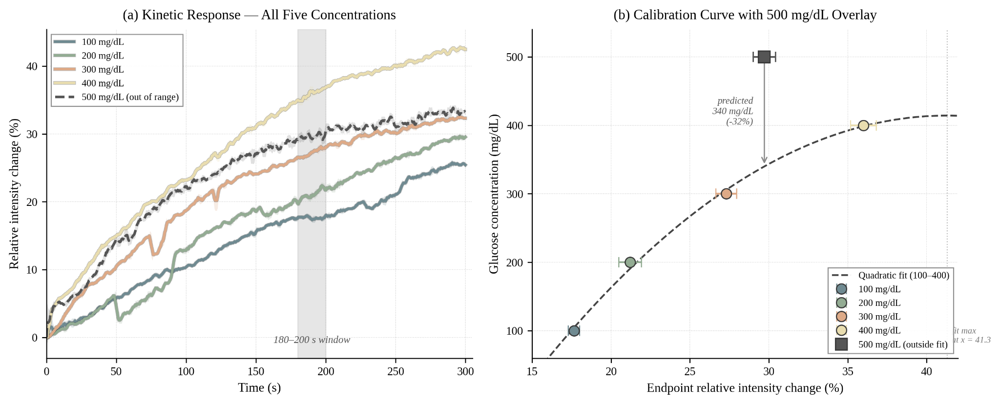 (a) Kinetic Response — All Five Concentrations
100 mg/dL
200 mg/dL
300 mg/dL
400 mg/dL
500 mg/dL (out of range)
Relative intensity change (%)
40
30
20
10
0
180–200 s window
0
50
100
150
200
250
300
Time (s)
(b) Calibration Curve with 500 mg/dL Overlay
Glucose concentration (mg/dL)
500
400
300
200
100
predicted
340 mg/dL
(-32%)
Quadratic fit (100–400)
100 mg/dL
200 mg/dL
300 mg/dL
400 mg/dL
500 mg/dL (outside fit)
fit max
at x = 41.3
15
20
25
30
35
40
Endpoint relative intensity change (%)